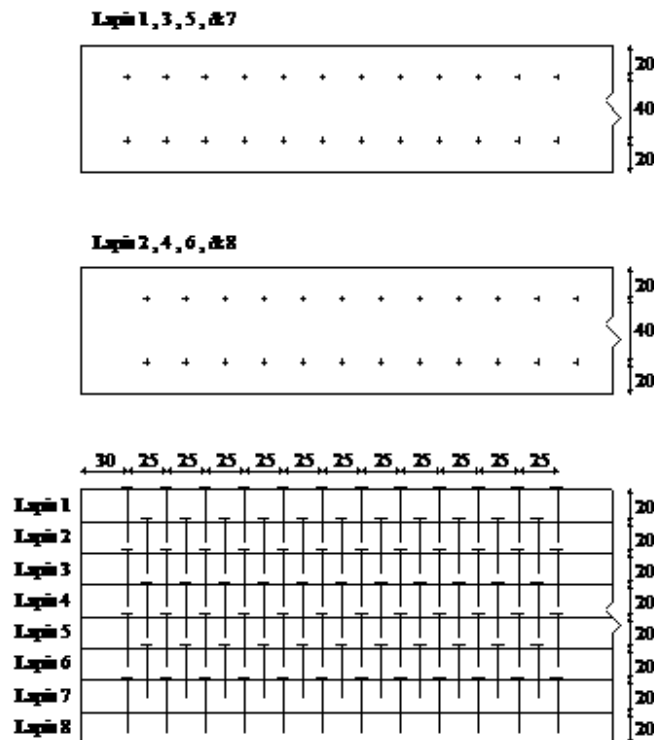 Lapis 1, 3, 5, &7
20
40
20
Lapis 2, 4, 6, &8
20
40
20
30 25 25 25 25 25 25 25 25 25 25 25
Lapis 1 20
Lapis 2 20
Lapis 3 20
Lapis 4 20
Lapis 5 20
Lapis 6 20
Lapis 7 20
Lapis 8 20